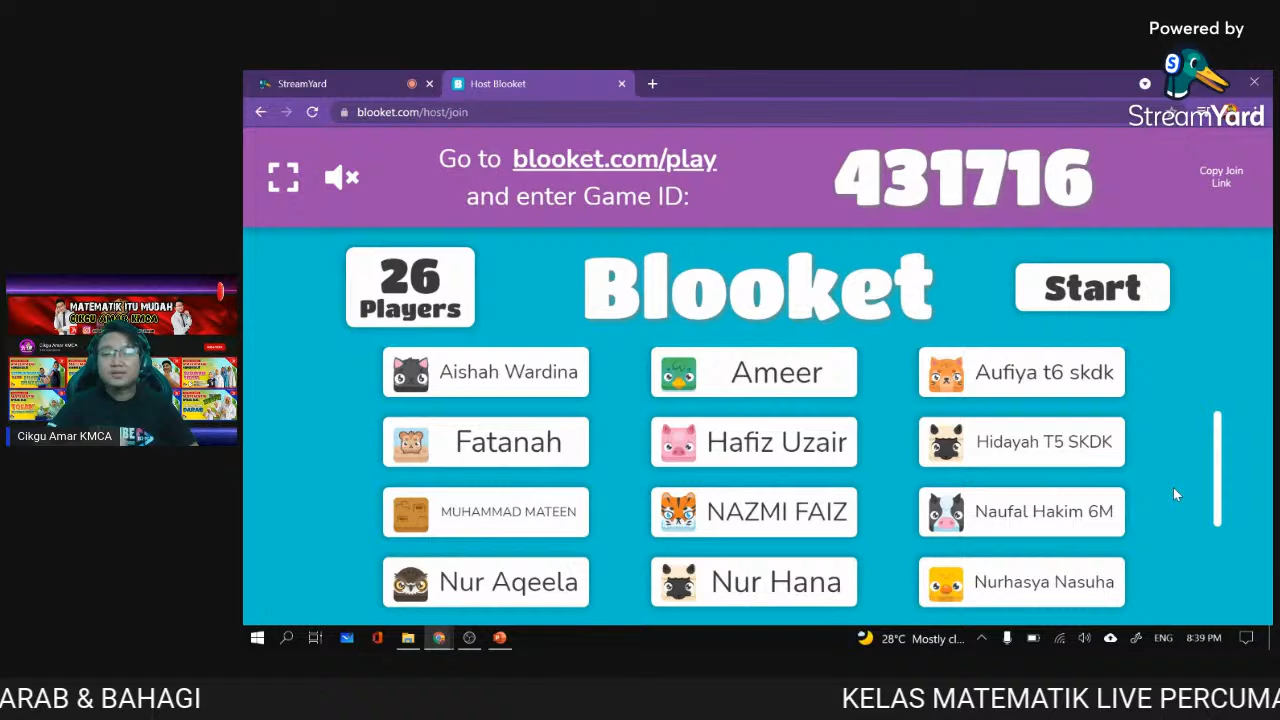 Powered by
StreamYard
StreamYard
Host Blooket
blooket.com/host/join
Go to blooket.com/play
and enter Game ID:
431716
Copy Join
Link
26
Players
Blooket
Start
Aishah Wardina
Ameer
Aufiya t6 skdk
Fatanah
Hafiz Uzair
Hidayah T5 SKDK
MUHAMMAD MATEEN
NAZMI FAIZ
Naufal Hakim 6M
Nur Aqeela
Nur Hana
Nurhasya Nasuha
MATEMATIK ITU MUDAH
CIKGU AMAR KMCA
Cikgu Amar KMCA
Cikgu Amar KMCA
28°C Mostly cl...
ENG
8:39 PM
ARAB & BAHAGI
KELAS MATEMATIK LIVE PERCUMA